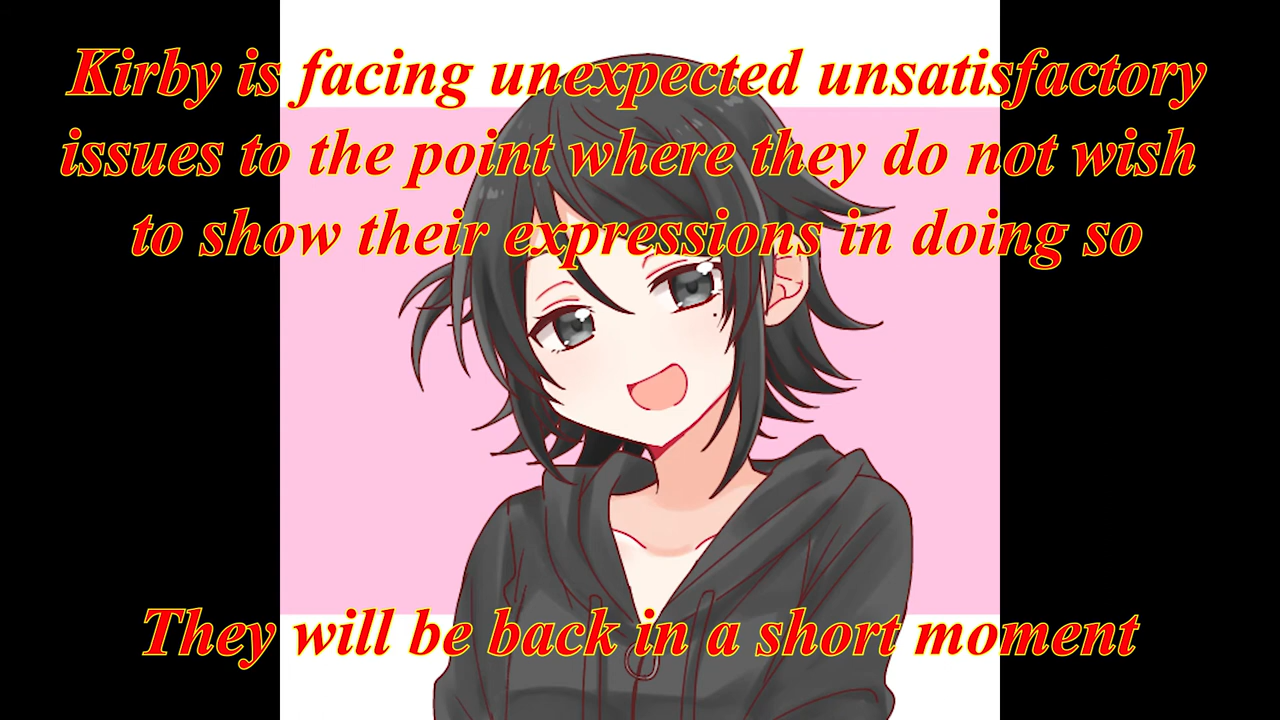 Kirby is facing unexpected unsatisfactory
issues to the point where they do not wish
to show their expressions in doing so
They will be back in a short moment